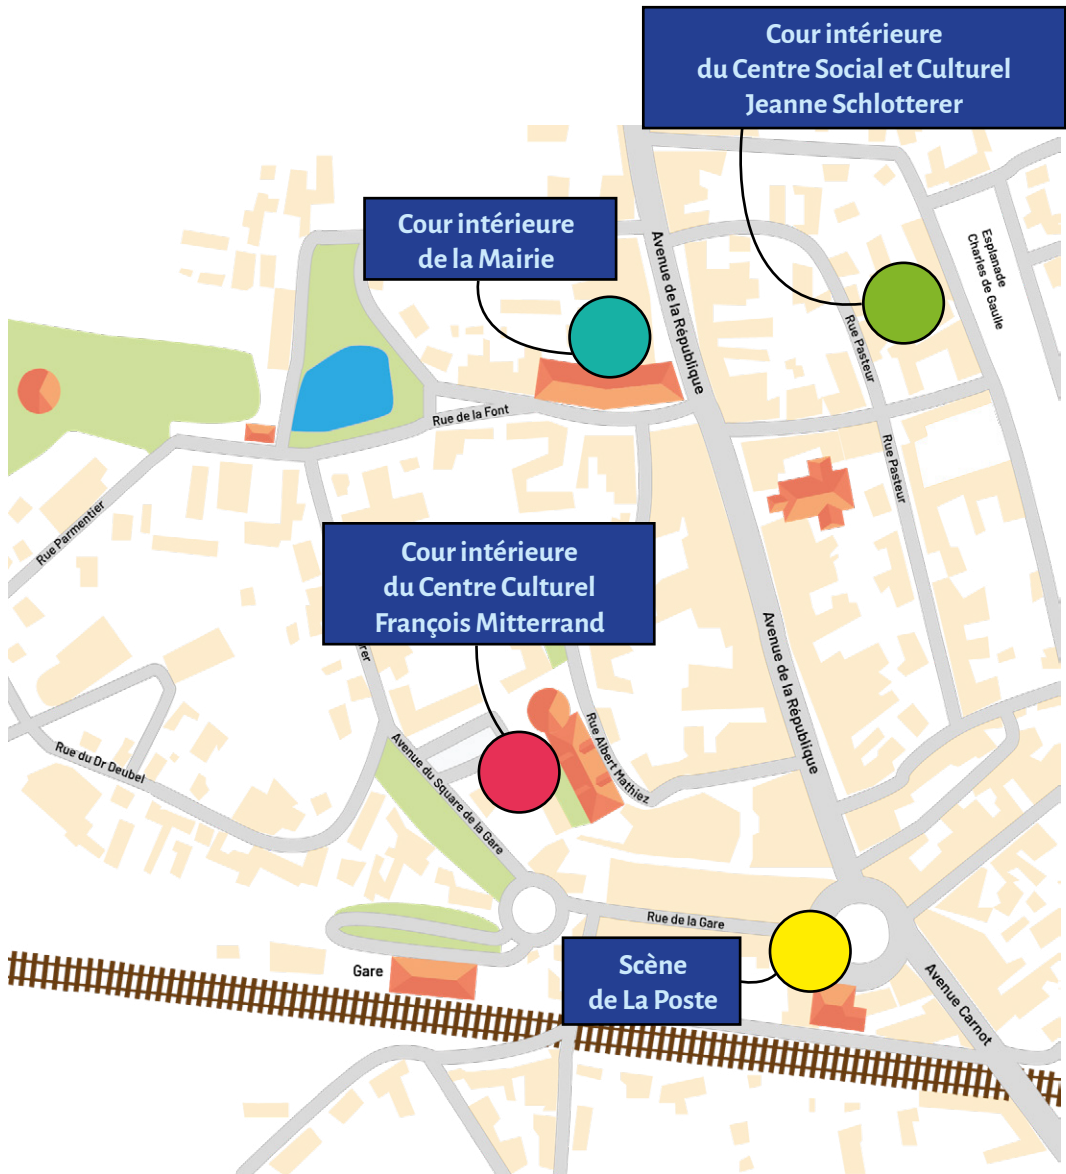 Cour intérieure
du Centre Social et Culturel
Jeanne Schlotterer
Cour intérieure
de la Mairie
Avenue de la République
Esplanade
Charles de Gaulle
Rue Pasteur
Rue de la Font
Rue Pasteur
Rue Parmentier
Cour intérieure
du Centre Culturel
François Mitterrand
Avenue de la République
Rue Albert Mathiez
Avenue du Square de la Gare
Rue du Dr Deubel
Rue de la Gare
Gare
Scène
de La Poste
Avenue Carnot